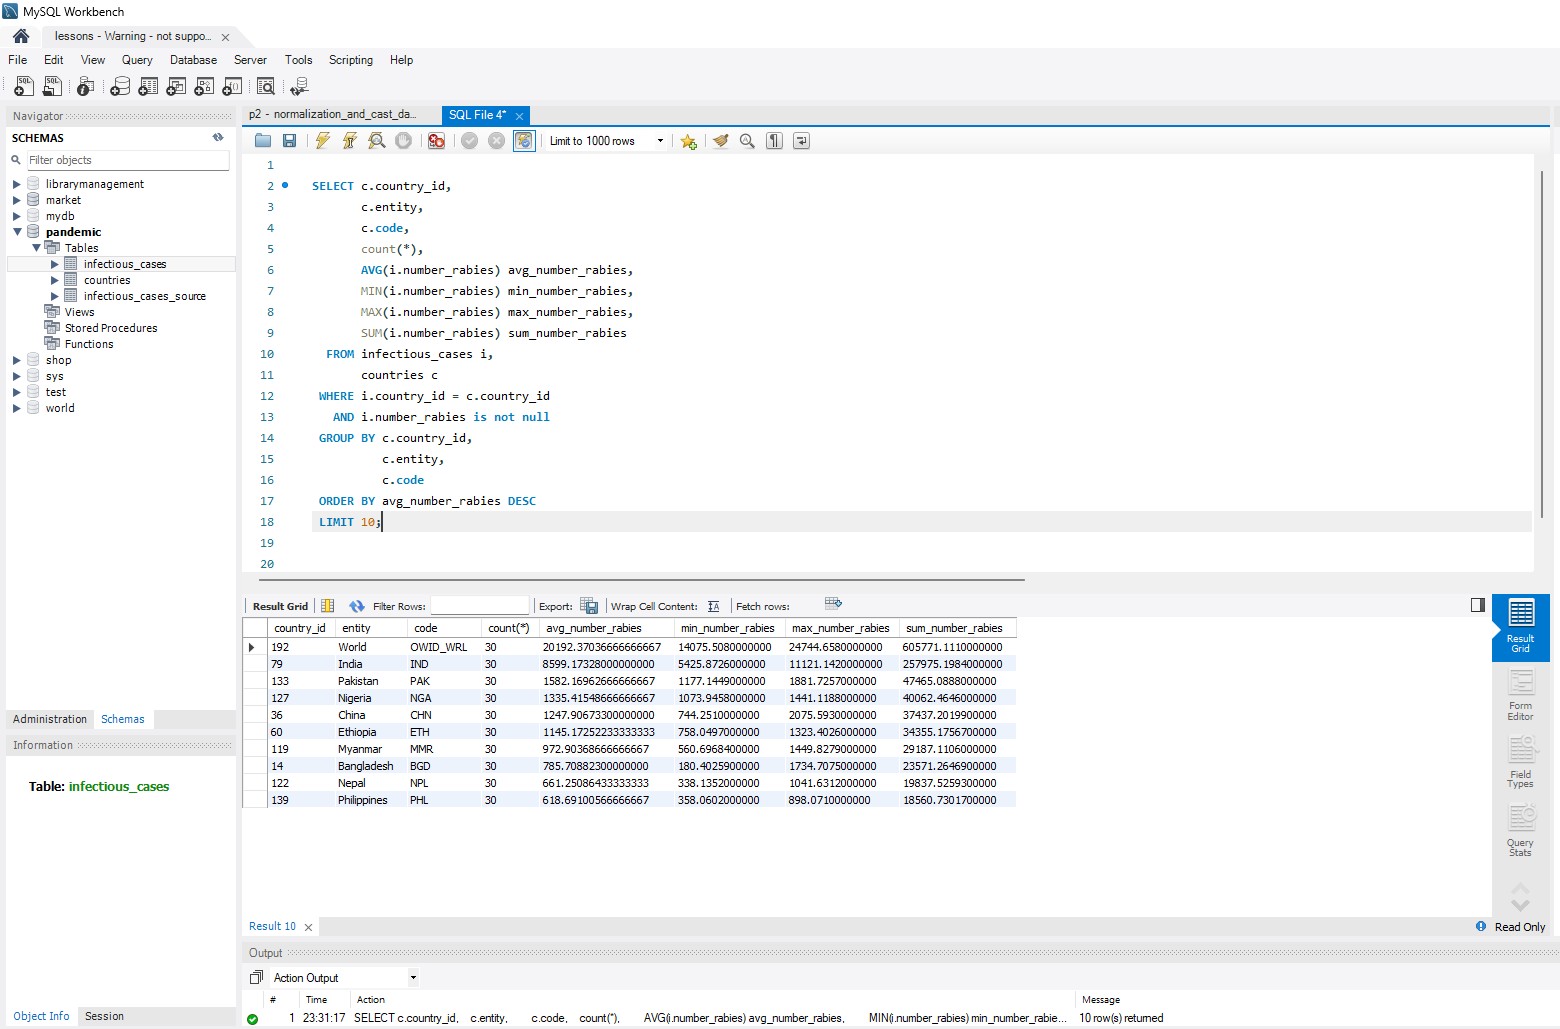 MySQL Workbench
lessons - Warning - not suppo...
File Edit View Query Database Server Tools Scripting Help
Navigator
SCHEMAS
Filter objects
librarymanagement
market
mydb
pandemic
Tables
infectious_cases
countries
infectious_cases_source
Views
Stored Procedures
Functions
shop
sys
test
world
Administration Schemas
Information
Table: infectious_cases
Object Info Session
p2 - normalization_and_cast_da... SQL File 4*
Limit to 1000 rows
1
2 SELECT c.country_id,
3 c.entity,
4 c.code,
5 count(*),
6 AVG(i.number_rabies) avg_number_rabies,
7 MIN(i.number_rabies) min_number_rabies,
8 MAX(i.number_rabies) max_number_rabies,
9 SUM(i.number_rabies) sum_number_rabies
10 FROM infectious_cases i,
11 countries c
12 WHERE i.country_id = c.country_id
13 AND i.number_rabies is not null
14 GROUP BY c.country_id,
15 c.entity,
16 c.code
17 ORDER BY avg_number_rabies DESC
18 LIMIT 10;
19
20
Result Grid Filter Rows: Export: Wrap Cell Content: Fetch rows:
country_id entity code count(*) avg_number_rabies min_number_rabies max_number_rabies sum_number_rabies
192 World OWID_WRL 30 20192.37036666666667 14075.5080000000 24744.6580000000 605771.1110000000
79 India IND 30 8599.17328000000000 5425.8726000000 11121.1420000000 257975.1984000000
133 Pakistan PAK 30 1582.16962666666667 1177.1449000000 1881.7257000000 47465.0888000000
127 Nigeria NGA 30 1335.41548666666667 1073.9458000000 1441.1188000000 40062.4646000000
36 China CHN 30 1247.90673300000000 744.2510000000 2075.5930000000 37437.2019900000
60 Ethiopia ETH 30 1145.17252233333333 758.0497000000 1323.4026000000 34355.1756700000
119 Myanmar MMR 30 972.90368666666667 560.6968400000 1449.8279000000 29187.1106000000
14 Bangladesh BGD 30 785.70882300000000 180.4025900000 1734.7075000000 23571.2646900000
122 Nepal NPL 30 661.25086433333333 338.1352000000 1041.6312000000 19837.5259300000
139 Philippines PHL 30 618.69100566666667 358.0602000000 898.0710000000 18560.7301700000
Result Grid
Form Editor
Field Types
Query Stats
Result 10 Read Only
Output
Action Output
# Time Action Message
1 23:31:17 SELECT c.country_id, c.entity, c.code, count(*), AVG(i.number_rabies) avg_number_rabies, MIN(i.number_rabies) min_number_rabie... 10 row(s) returned